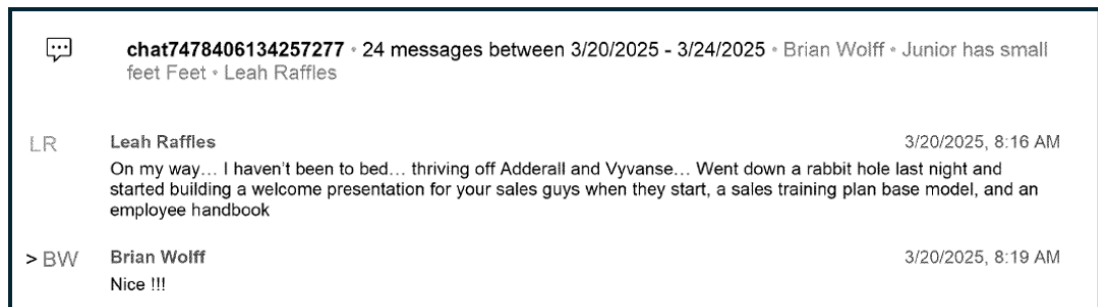 chat7478406134257277 • 24 messages between 3/20/2025 - 3/24/2025 • Brian Wolff • Junior has small
feet Feet • Leah Raffles
LR Leah Raffles 3/20/2025, 8:16 AM
On my way… I haven't been to bed… thriving off Adderall and Vyvanse… Went down a rabbit hole last night and
started building a welcome presentation for your sales guys when they start, a sales training plan base model, and an
employee handbook
> BW Brian Wolff 3/20/2025, 8:19 AM
Nice !!!